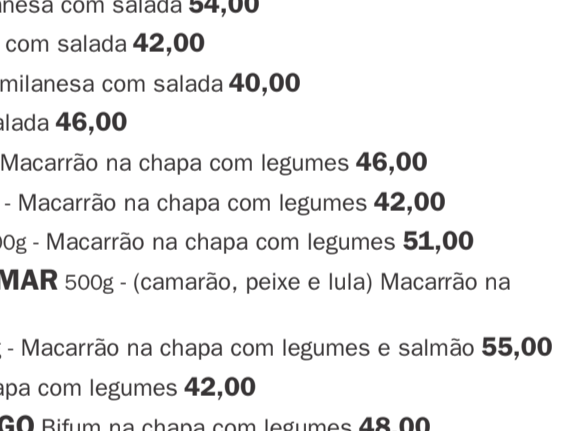 nesa com salada 54,00
com salada 42,00
milanesa com salada 40,00
alada 46,00
Macarrão na chapa com legumes 46,00
- Macarrão na chapa com legumes 42,00
0g - Macarrão na chapa com legumes 51,00
MAR 500g - (camarão, peixe e lula) Macarrão na
- Macarrão na chapa com legumes e salmão 55,00
apa com legumes 42,00
GO Bifum na chapa com legumes 48,00